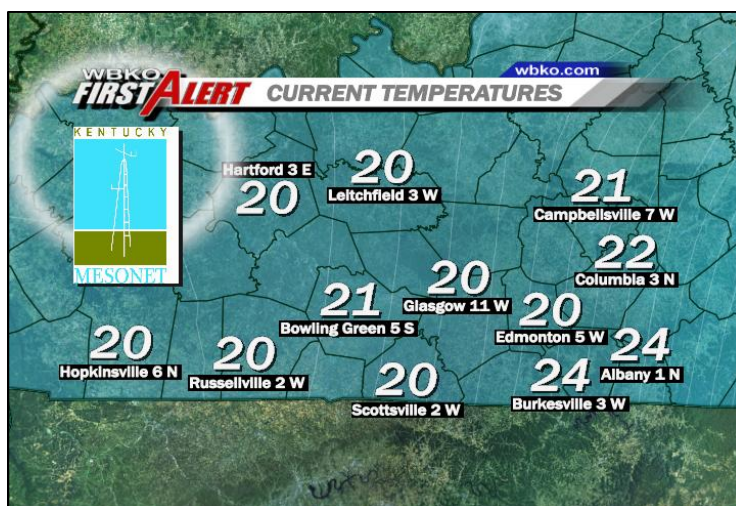 wbko.com
WBKO
FIRST ALERT CURRENT TEMPERATURES
KENTUCKY
MESONET
Hartford 3 E
20
20
Leitchfield 3 W
21
Campbellsville 7 W
22
Columbia 3 N
20
Glasgow 11 W
21
Bowling Green 5 S
20
Edmonton 5 W
20
Hopkinsville 6 N
20
Russellville 2 W
24
Albany 1 N
20
Scottsville 2 W
24
Burkesville 3 W